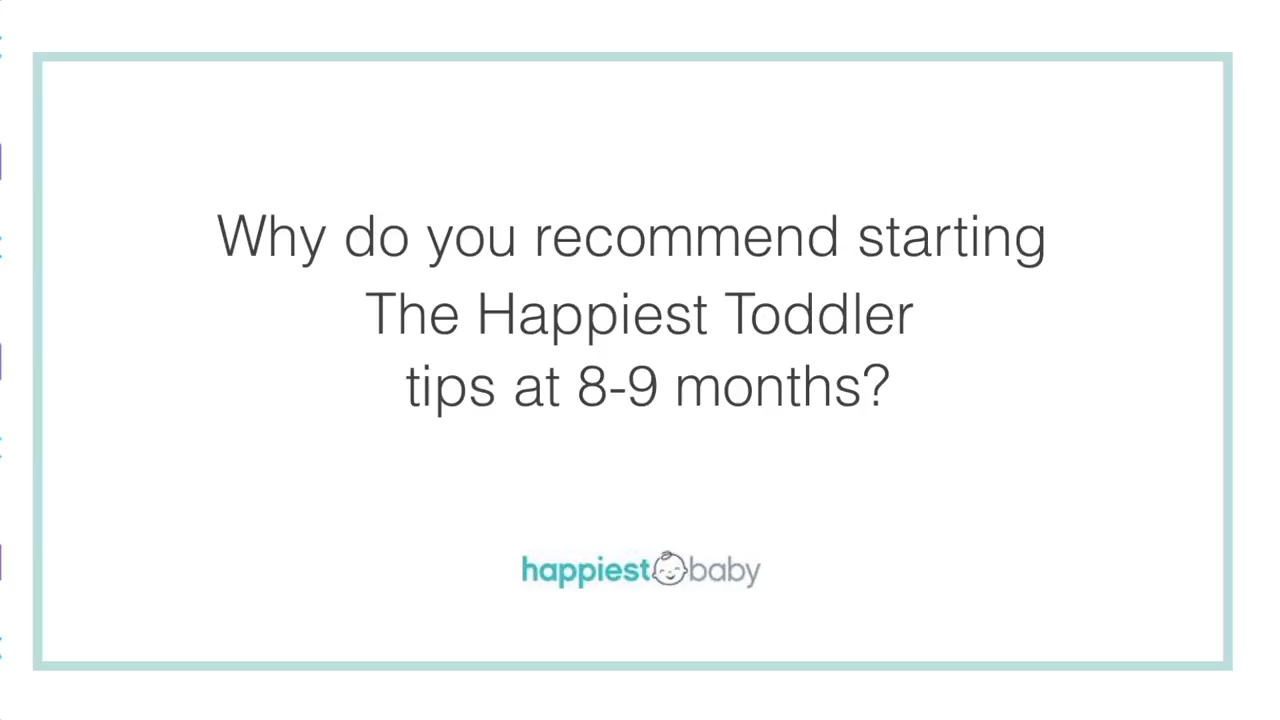 Why do you recommend starting
The Happiest Toddler
tips at 8-9 months?
happiest baby